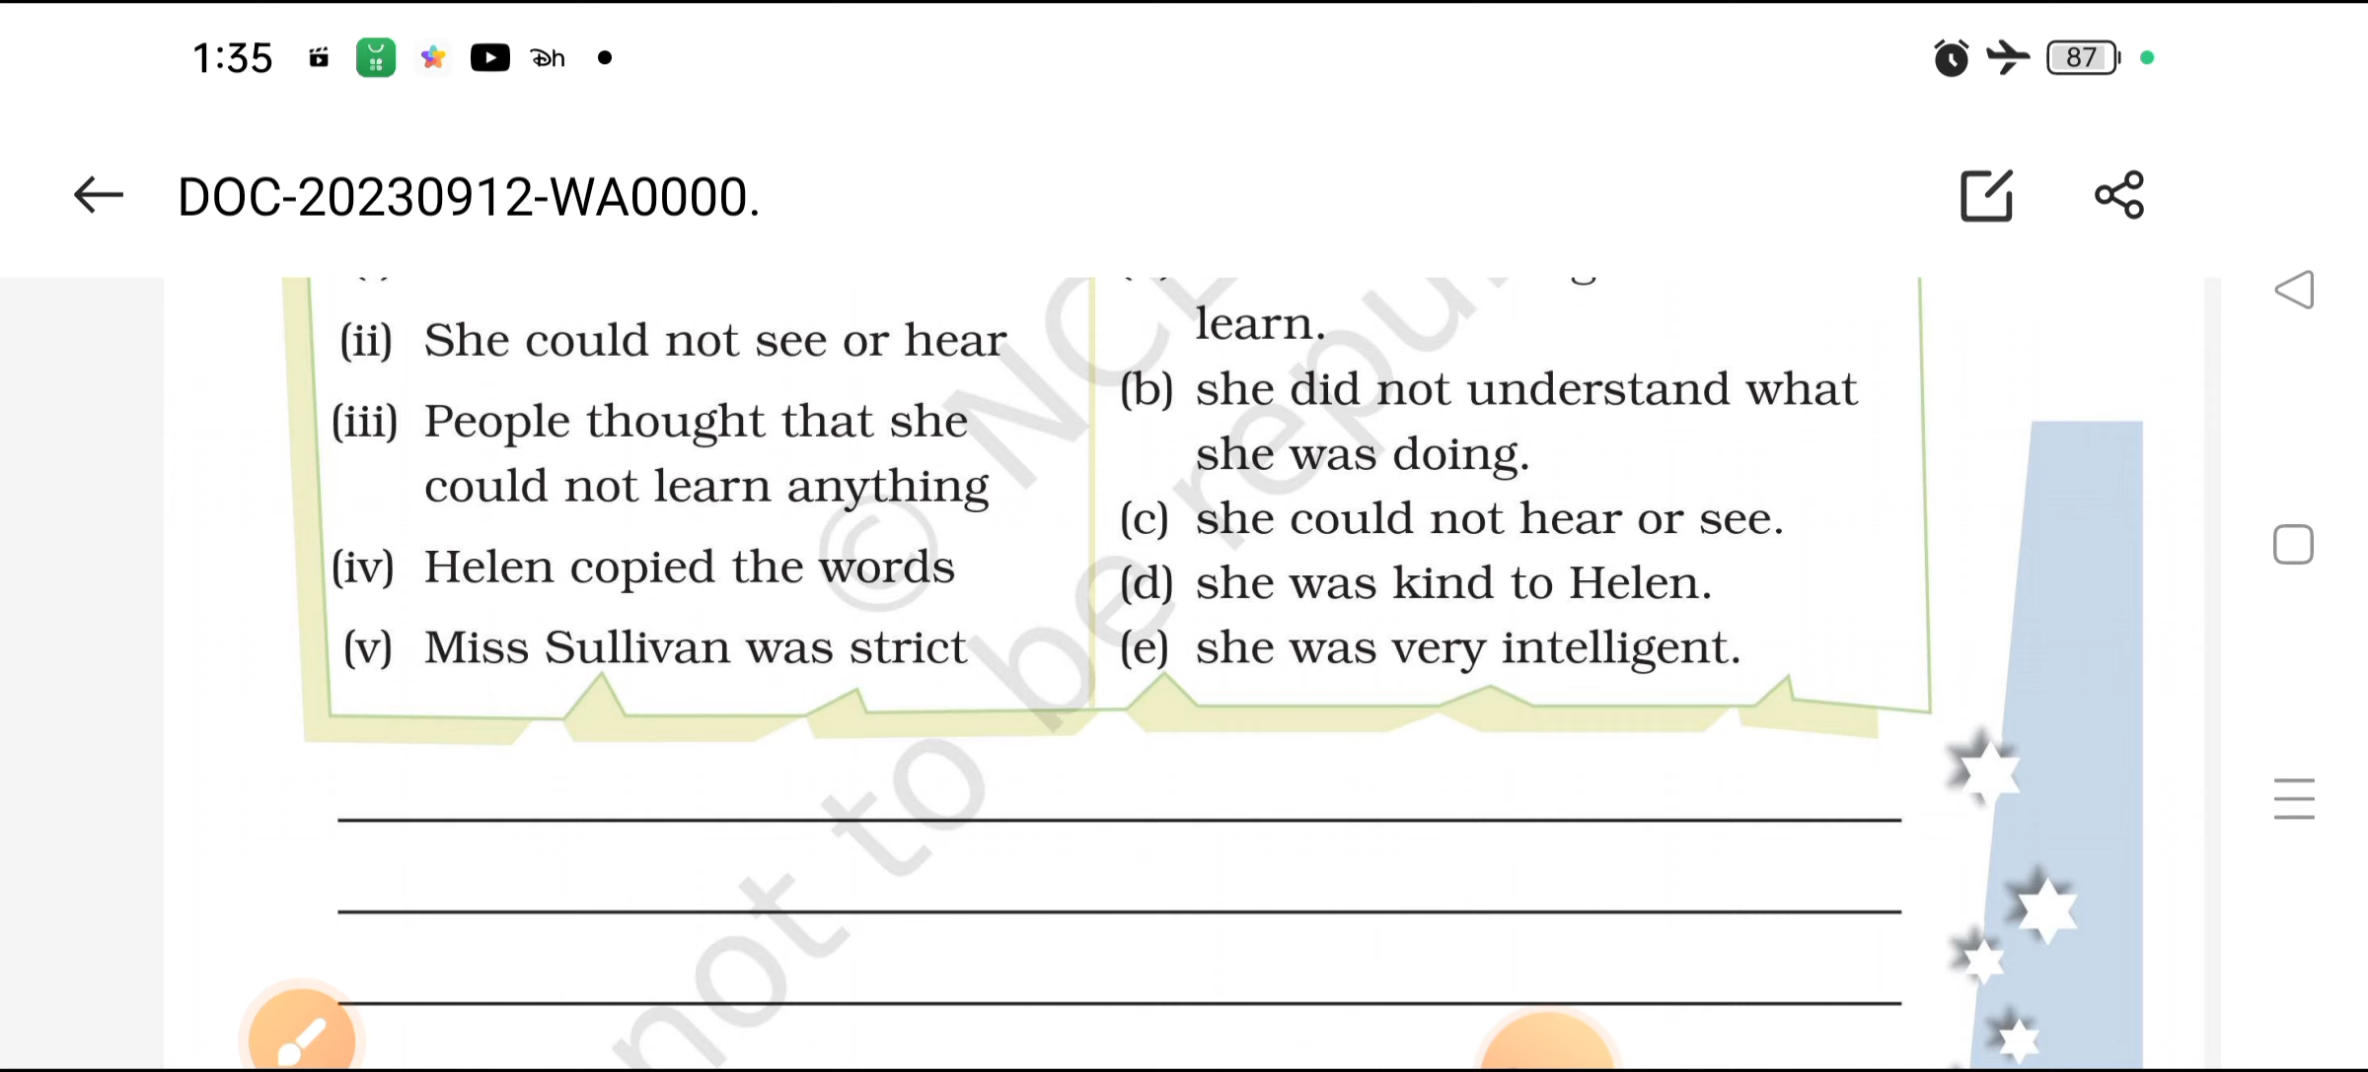 1:35 Dh 87
DOC-20230912-WA0000.
(ii) She could not see or hear
(iii) People thought that she
could not learn anything
(iv) Helen copied the words
(v) Miss Sullivan was strict
learn.
(b) she did not understand what
she was doing.
(c) she could not hear or see.
(d) she was kind to Helen.
(e) she was very intelligent.
© NC
not to be repu